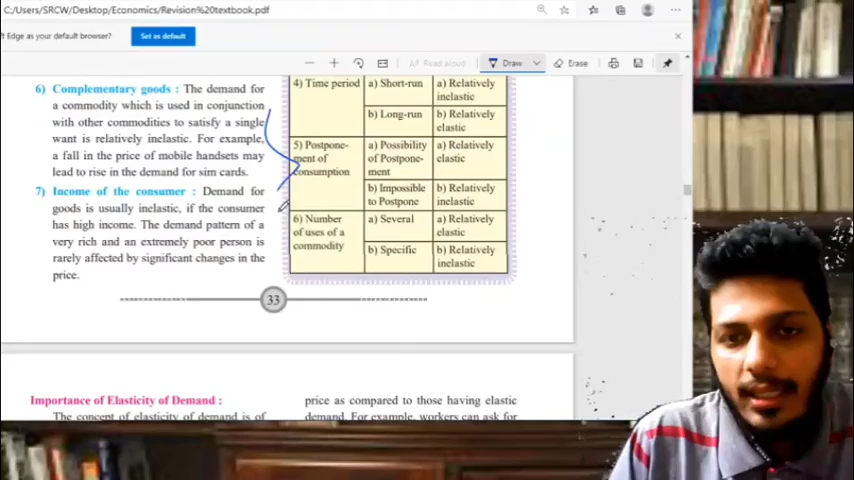 C:/Users/SRCW/Desktop/Economics/Revision%20textbook.pdf
ft Edge as your default browser?
Set as default
Read aloud
Draw
Erase
6) Complementary goods : The demand for
a commodity which is used in conjunction
with other commodities to satisfy a single
want is relatively inelastic. For example,
a fall in the price of mobile handsets may
lead to rise in the demand for sim cards.
7) Income of the consumer : Demand for
goods is usually inelastic, if the consumer
has high income. The demand pattern of a
very rich and an extremely poor person is
rarely affected by significant changes in the
price.
4) Time period
a) Short-run
a) Relatively
inelastic
b) Long-run
b) Relatively
elastic
5) Postpone-
ment of
consumption
a) Possibility
of Postpone-
ment
a) Relatively
elastic
b) Impossible
to Postpone
b) Relatively
inelastic
6) Number
of uses of a
commodity
a) Several
a) Relatively
elastic
b) Specific
b) Relatively
inelastic
33
Importance of Elasticity of Demand :
The concept of elasticity of demand is of
price as compared to those having elastic
demand. For example, workers can ask for